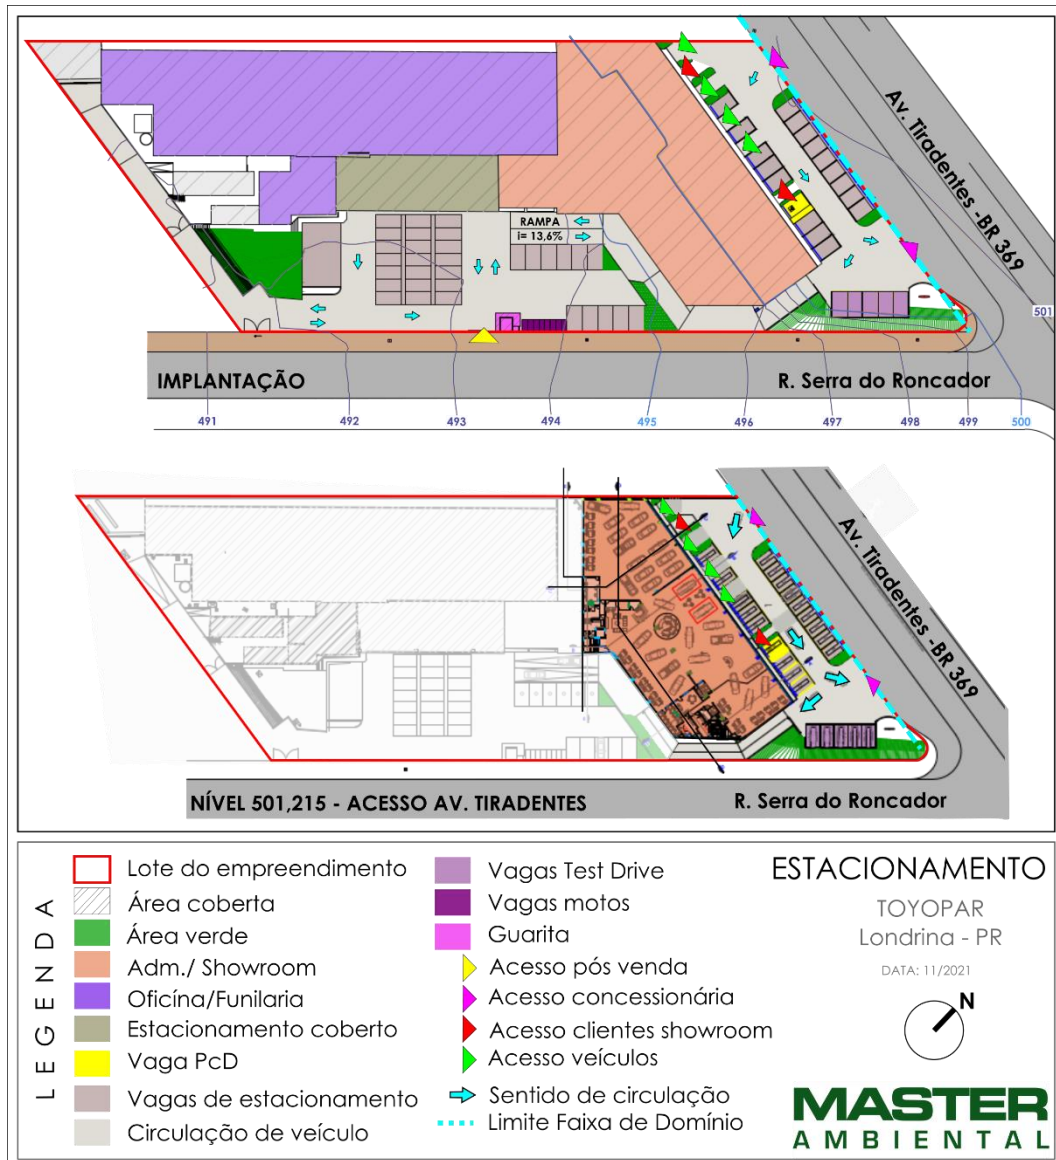 Av. Tiradentes -BR 369
RAMPA
i= 13,6%
501
IMPLANTAÇÃO
R. Serra do Roncador
491
492
493
494
495
496
497
498
499
500
Av. Tiradentes -BR 369
NÍVEL 501,215 - ACESSO AV. TIRADENTES
R. Serra do Roncador
LEGENDA
Lote do empreendimento
Área coberta
Área verde
Adm./ Showroom
Oficína/Funilaria
Estacionamento coberto
Vaga PcD
Vagas de estacionamento
Circulação de veículo
Vagas Test Drive
Vagas motos
Guarita
Acesso pós venda
Acesso concessionária
Acesso clientes showroom
Acesso veículos
Sentido de circulação
Limite Faixa de Domínio
ESTACIONAMENTO
TOYOPAR
Londrina - PR
DATA: 11/2021
N
MASTER
AMBIENTAL